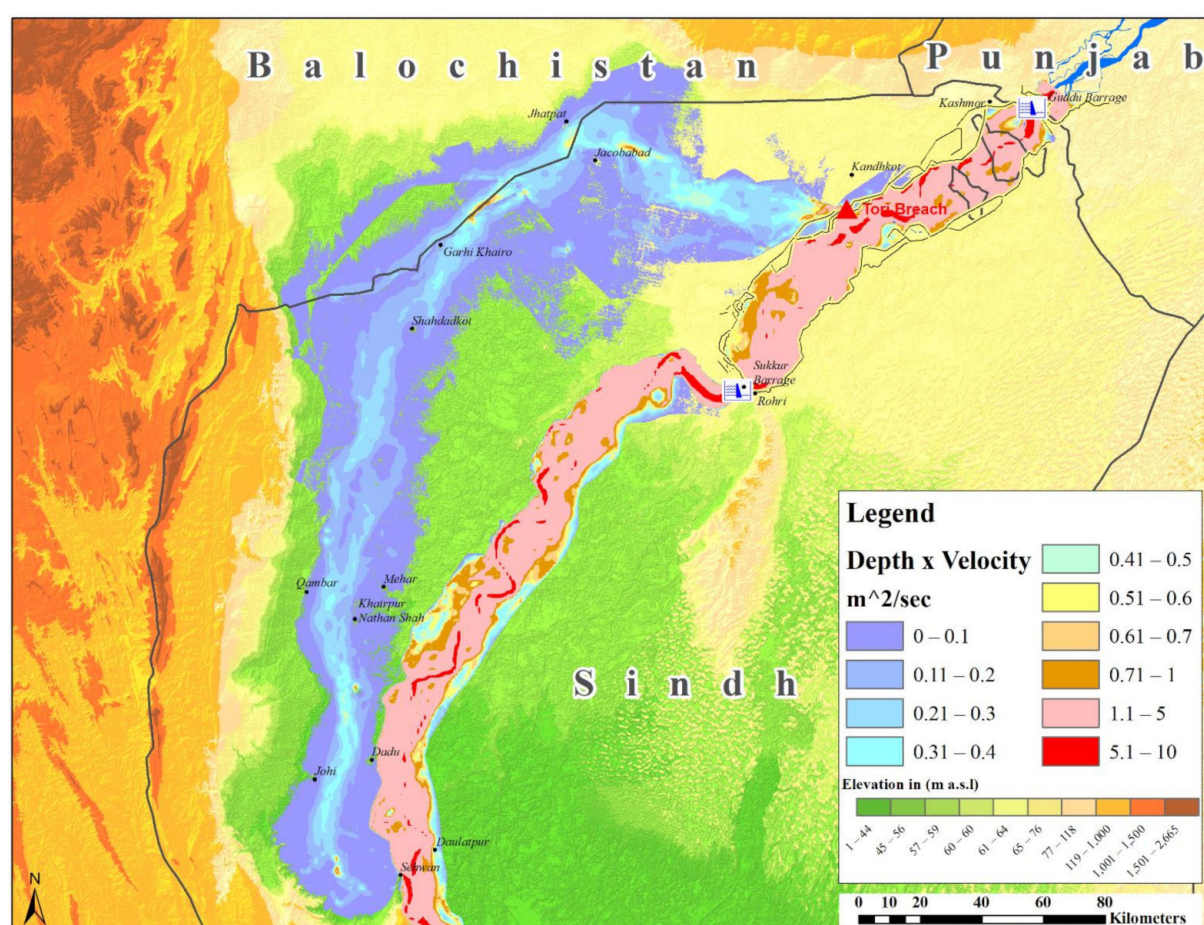 Balochistan
Punjab
Kashmor
Guddu Barrage
Jhatpat
Jacobabad
Kandhkot
Tori Breach
Garhi Khairo
Shahdadkot
Sukkur
Barrage
Rohri
Qambar
Mehar
Khairpur
Nathan Shah
Sindh
Dadu
Johi
Daulatpur
Sehwan
N
Legend
Depth x Velocity
m^2/sec
0 – 0.1
0.11 – 0.2
0.21 – 0.3
0.31 – 0.4
0.41 – 0.5
0.51 – 0.6
0.61 – 0.7
0.71 – 1
1.1 – 5
5.1 – 10
Elevation in (m a.s.l)
1 – 44
45 – 56
57 – 59
60 – 60
61 – 64
65 – 76
77 – 118
119 – 1,000
1,001 – 1,500
1,501 – 2,665
0 10 20 40 60 80
Kilometers